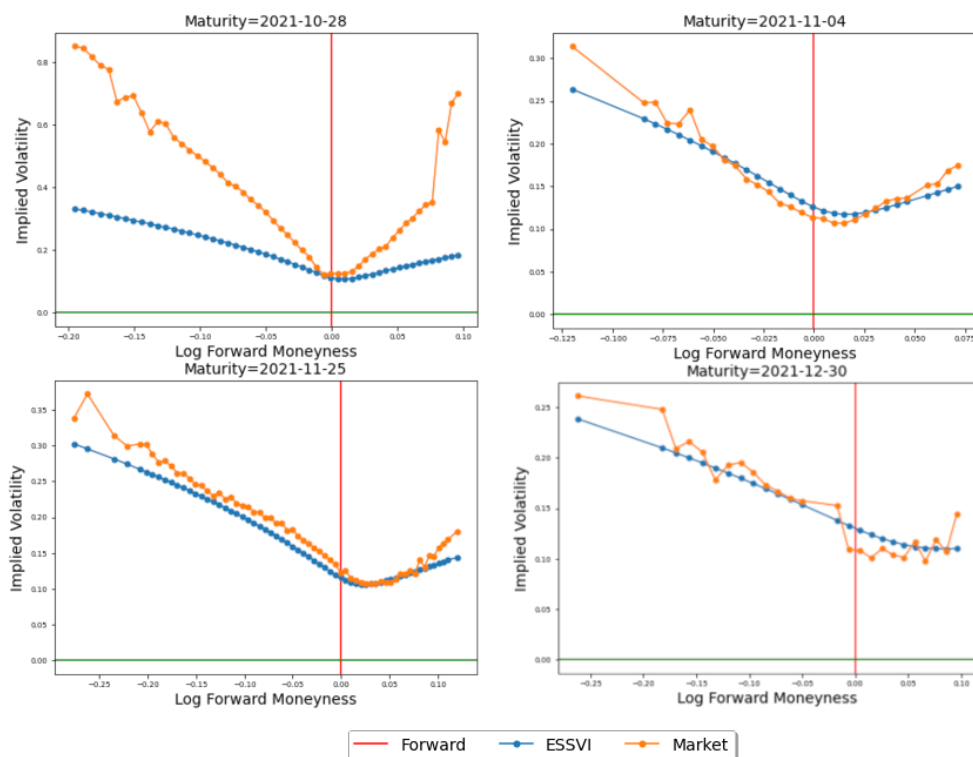 Maturity=2021-10-28
Implied Volatility
0.8
0.6
0.4
0.2
0.0
−0.20 −0.15 −0.10 −0.05 0.00 0.05 0.10
Log Forward Moneyness
Maturity=2021-11-04
Implied Volatility
0.30
0.25
0.20
0.15
0.10
0.05
0.00
−0.125 −0.100 −0.075 −0.050 −0.025 0.000 0.025 0.050 0.075
Log Forward Moneyness
Maturity=2021-11-25
Implied Volatility
0.35
0.30
0.25
0.20
0.15
0.10
0.05
0.00
−0.25 −0.20 −0.15 −0.10 −0.05 0.00 0.05 0.10
Log Forward Moneyness
Maturity=2021-12-30
Implied Volatility
0.25
0.20
0.15
0.10
0.05
0.00
−0.25 −0.20 −0.15 −0.10 −0.05 0.00 0.05 0.10
Log Forward Moneyness
Forward ESSVI Market